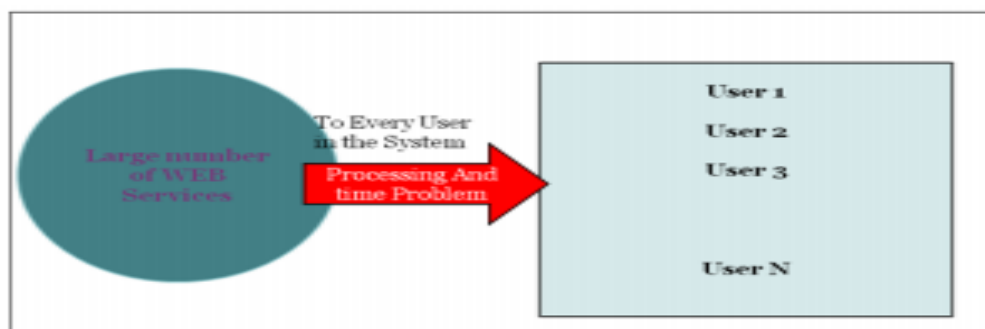 Large number
of WEB
Services
To Every User
in the System
Processing And
time Problem
User 1
User 2
User 3
User N